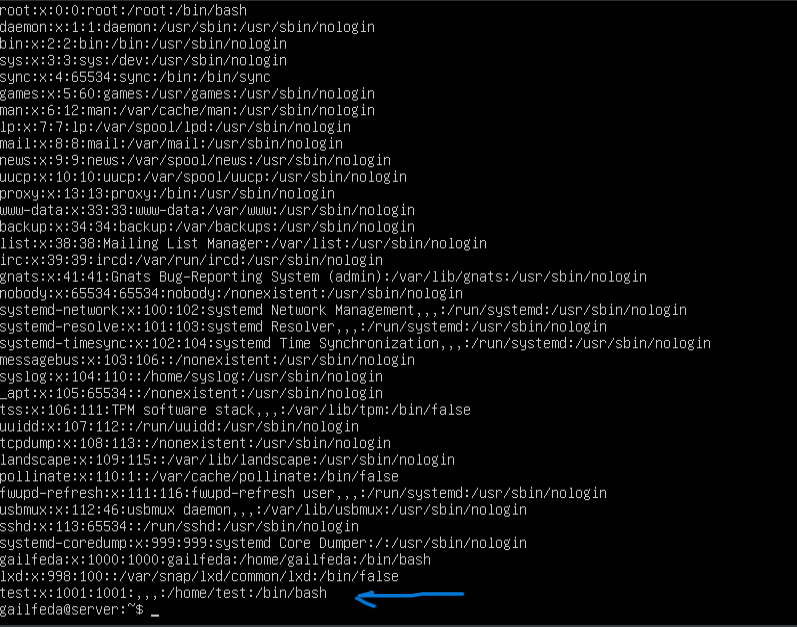 root:x:0:0:root:/root:/bin/bash
daemon:x:1:1:daemon:/usr/sbin:/usr/sbin/nologin
bin:x:2:2:bin:/bin:/usr/sbin/nologin
sys:x:3:3:sys:/dev:/usr/sbin/nologin
sync:x:4:65534:sync:/bin:/bin/sync
games:x:5:60:games:/usr/games:/usr/sbin/nologin
man:x:6:12:man:/var/cache/man:/usr/sbin/nologin
lp:x:7:7:lp:/var/spool/lpd:/usr/sbin/nologin
mail:x:8:8:mail:/var/mail:/usr/sbin/nologin
news:x:9:9:news:/var/spool/news:/usr/sbin/nologin
uucp:x:10:10:uucp:/var/spool/uucp:/usr/sbin/nologin
proxy:x:13:13:proxy:/bin:/usr/sbin/nologin
www-data:x:33:33:www-data:/var/www:/usr/sbin/nologin
backup:x:34:34:backup:/var/backups:/usr/sbin/nologin
list:x:38:38:Mailing List Manager:/var/list:/usr/sbin/nologin
irc:x:39:39:ircd:/var/run/ircd:/usr/sbin/nologin
gnats:x:41:41:Gnats Bug-Reporting System (admin):/var/lib/gnats:/usr/sbin/nologin
nobody:x:65534:65534:nobody:/nonexistent:/usr/sbin/nologin
systemd-network:x:100:102:systemd Network Management,,,:/run/systemd:/usr/sbin/nologin
systemd-resolve:x:101:103:systemd Resolver,,,:/run/systemd:/usr/sbin/nologin
systemd-timesync:x:102:104:systemd Time Synchronization,,,:/run/systemd:/usr/sbin/nologin
messagebus:x:103:106::/nonexistent:/usr/sbin/nologin
syslog:x:104:110::/home/syslog:/usr/sbin/nologin
_apt:x:105:65534::/nonexistent:/usr/sbin/nologin
tss:x:106:111:TPM software stack,,,:/var/lib/tpm:/bin/false
uuidd:x:107:112::/run/uuidd:/usr/sbin/nologin
tcpdump:x:108:113::/nonexistent:/usr/sbin/nologin
landscape:x:109:115::/var/lib/landscape:/usr/sbin/nologin
pollinate:x:110:1::/var/cache/pollinate:/bin/false
fwupd-refresh:x:111:116:fwupd-refresh user,,,:/run/systemd:/usr/sbin/nologin
usbmux:x:112:46:usbmux daemon,,,:/var/lib/usbmux:/usr/sbin/nologin
sshd:x:113:65534::/run/sshd:/usr/sbin/nologin
systemd-coredump:x:999:999:systemd Core Dumper:/:/usr/sbin/nologin
gailfeda:x:1000:1000:gailfeda:/home/gailfeda:/bin/bash
lxd:x:998:100::/var/snap/lxd/common/lxd:/bin/false
test:x:1001:1001:,,,:/home/test:/bin/bash
gailfeda@server:~$ _